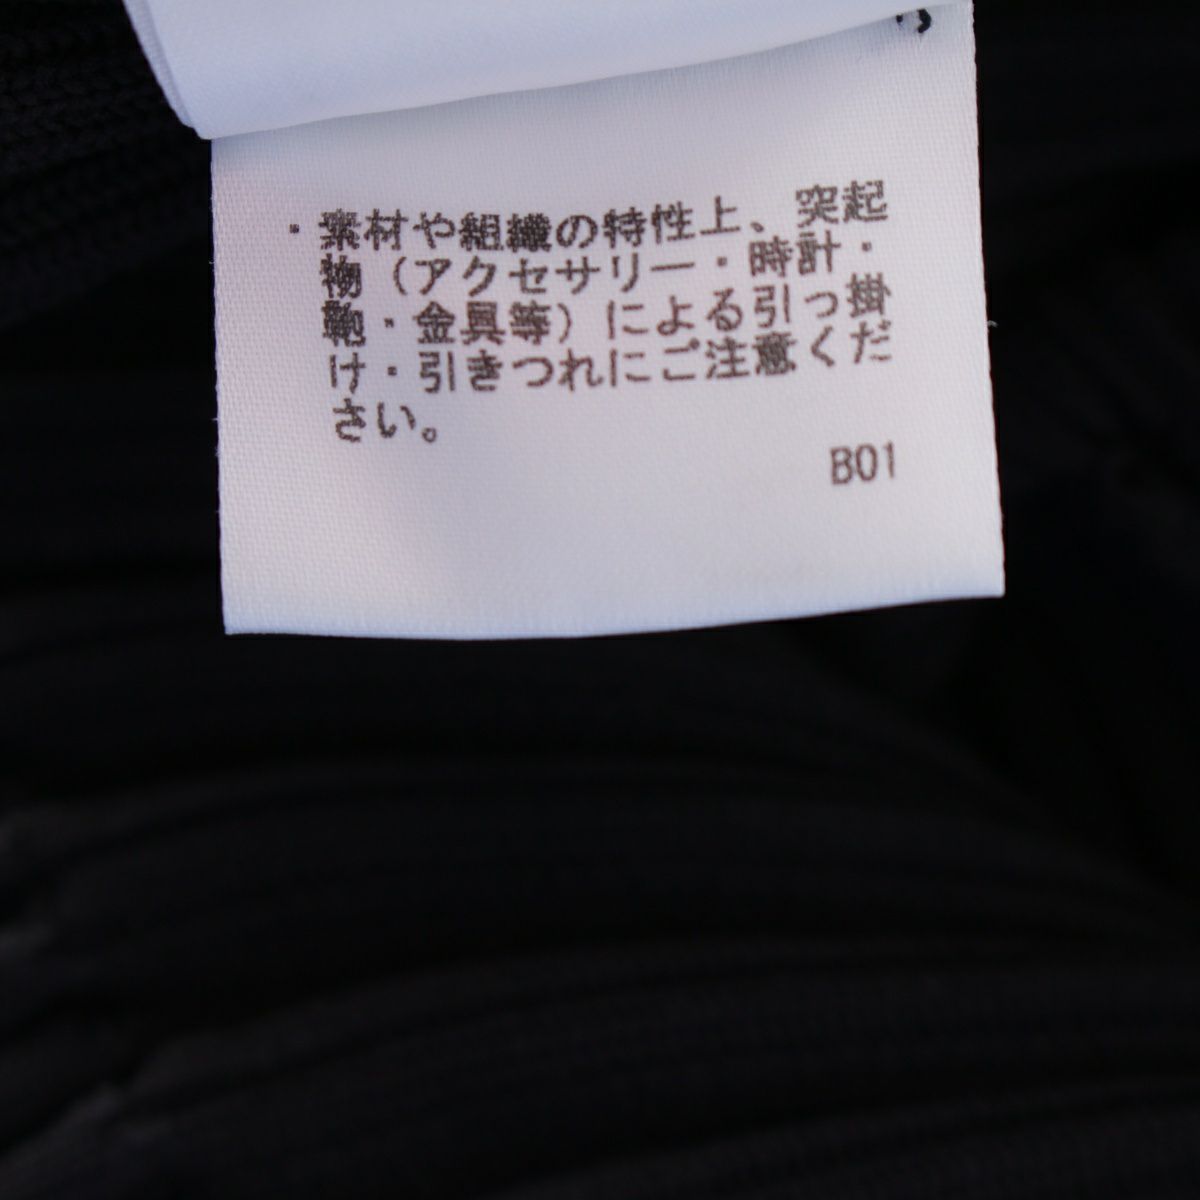 ・素材や組織の特性上、突起
物（アクセサリー・時計・
鞄・金具等）による引っ掛
け・引きつれにご注意くだ
さい。
B01